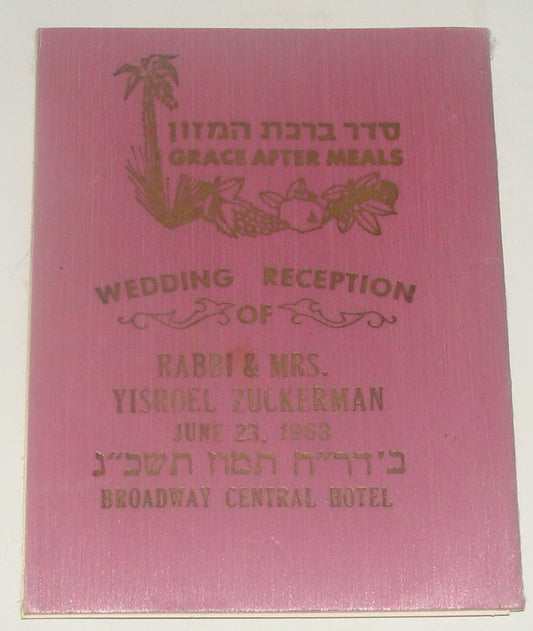 סדר ברכת המזון
GRACE AFTER MEALS
WEDDING RECEPTION
OF
RABBI & MRS.
YISROEL ZUCKERMAN
JUNE 23, 1963
ב'דר״ח תמוז תשכ״ג
BROADWAY CENTRAL HOTEL